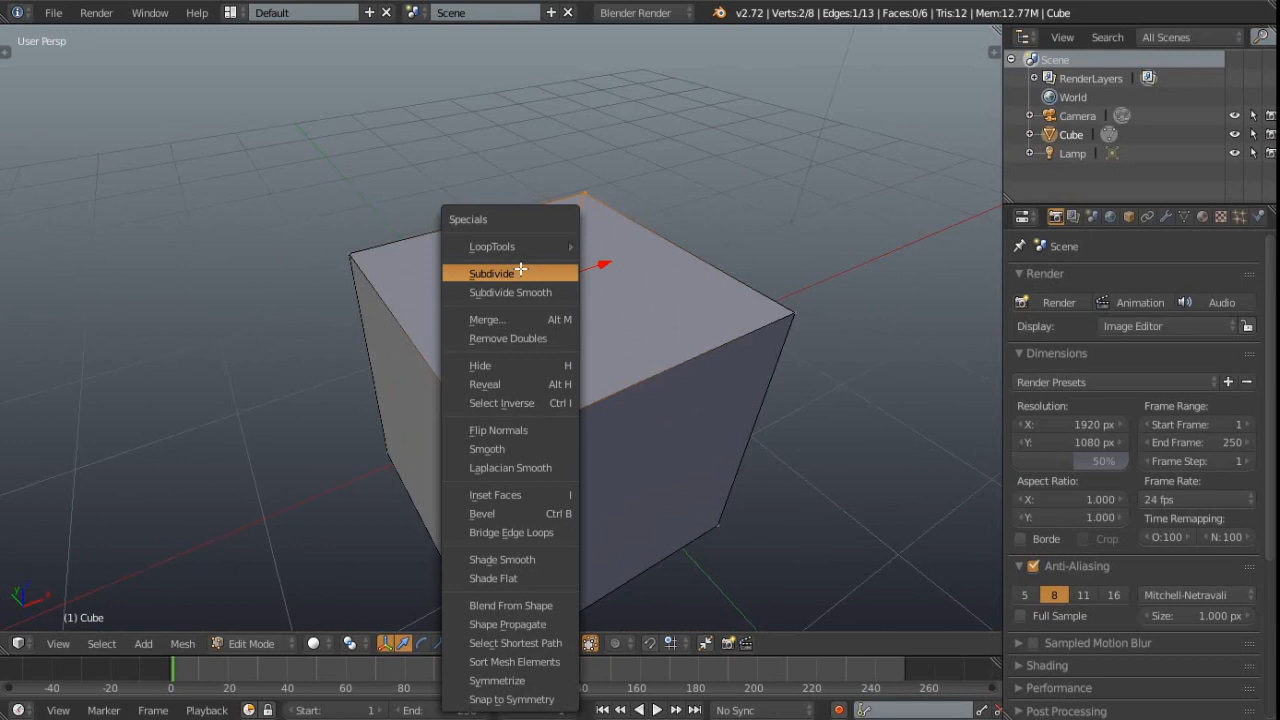 File Render Window Help Default Scene Blender Render v2.72 | Verts:2/8 | Edges:1/13 | Faces:0/6 | Tris:12 | Mem:12.77M | Cube
User Persp
View Search All Scenes
Scene
RenderLayers
World
Camera
Cube
Lamp
Specials
LoopTools
Subdivide
Subdivide Smooth
Merge... Alt M
Remove Doubles
Hide H
Reveal Alt H
Select Inverse Ctrl I
Flip Normals
Smooth
Laplacian Smooth
Inset Faces I
Bevel Ctrl B
Bridge Edge Loops
Shade Smooth
Shade Flat
Blend From Shape
Shape Propagate
Select Shortest Path
Sort Mesh Elements
Symmetrize
Snap to Symmetry
Scene
Render
Render Animation Audio
Display: Image Editor
Dimensions
Render Presets
Resolution: Frame Range:
X: 1920 px Start Frame: 1
Y: 1080 px End Frame: 250
50% Frame Step: 1
Aspect Ratio: Frame Rate:
X: 1.000 24 fps
Y: 1.000 Time Remapping:
Borde Crop O:100 N:100
Anti-Aliasing
5 8 11 16 Mitchell-Netravali
Full Sample Size: 1.000 px
Sampled Motion Blur
Shading
Performance
Post Processing
y x
(1) Cube
View Select Add Mesh Edit Mode
-40 -20 0 20 40 60 80 100 160 180 200 220 240 260
View Marker Frame Playback Start: 1 End: No Sync